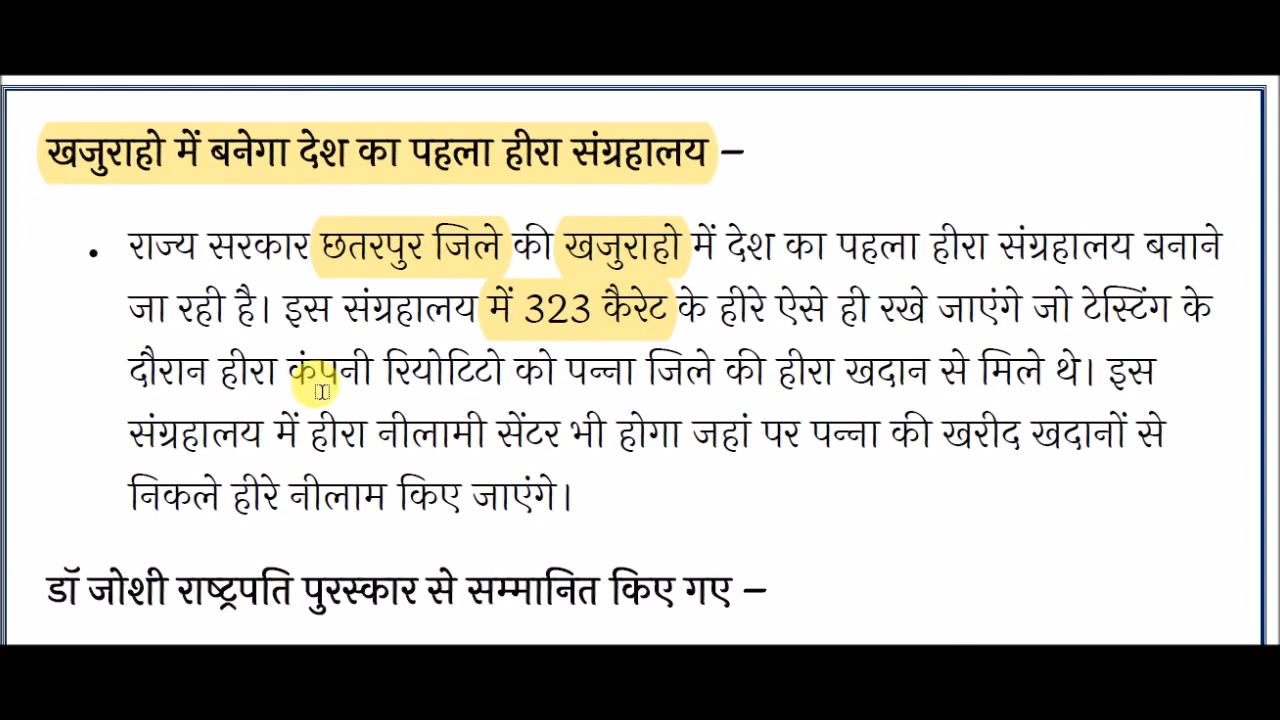 खजुराहो में बनेगा देश का पहला हीरा संग्रहालय –
• राज्य सरकार छतरपुर जिले की खजुराहो में देश का पहला हीरा संग्रहालय बनाने
जा रही है। इस संग्रहालय में 323 कैरेट के हीरे ऐसे ही रखे जाएंगे जो टेस्टिंग के
दौरान हीरा कंपनी रियोटिटो को पन्ना जिले की हीरा खदान से मिले थे। इस
संग्रहालय में हीरा नीलामी सेंटर भी होगा जहां पर पन्ना की खरीद खदानों से
निकले हीरे नीलाम किए जाएंगे।
डॉ जोशी राष्ट्रपति पुरस्कार से सम्मानित किए गए –